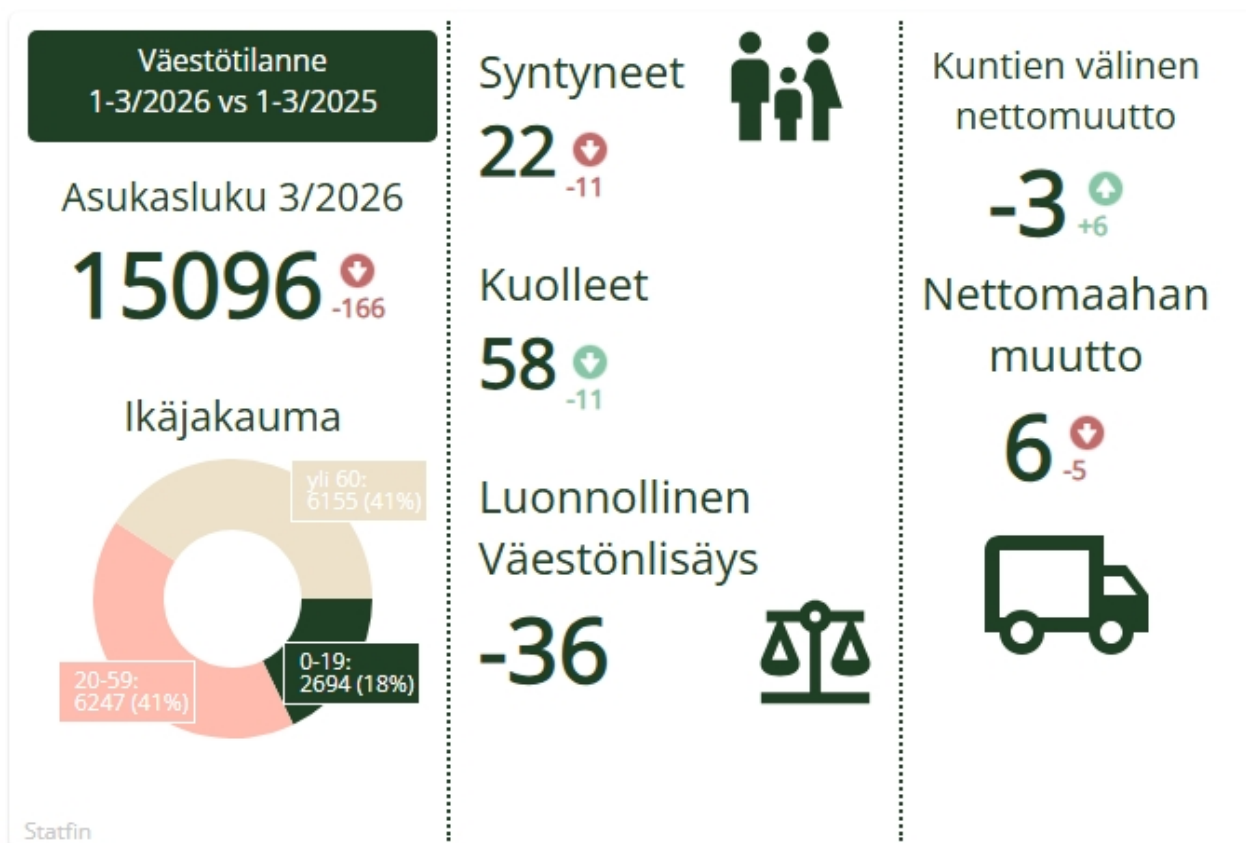 Väestötilanne
1-3/2026 vs 1-3/2025
Asukasluku 3/2026
15096
-166
Ikäjakauma
yli 60:
6155 (41%)
0-19:
2694 (18%)
20-59:
6247 (41%)
Statfin
Syntyneet
22
-11
Kuolleet
58
-11
Luonnollinen
Väestönlisäys
-36
Kuntien välinen
nettomuutto
-3
+6
Nettomaahan
muutto
6
-5